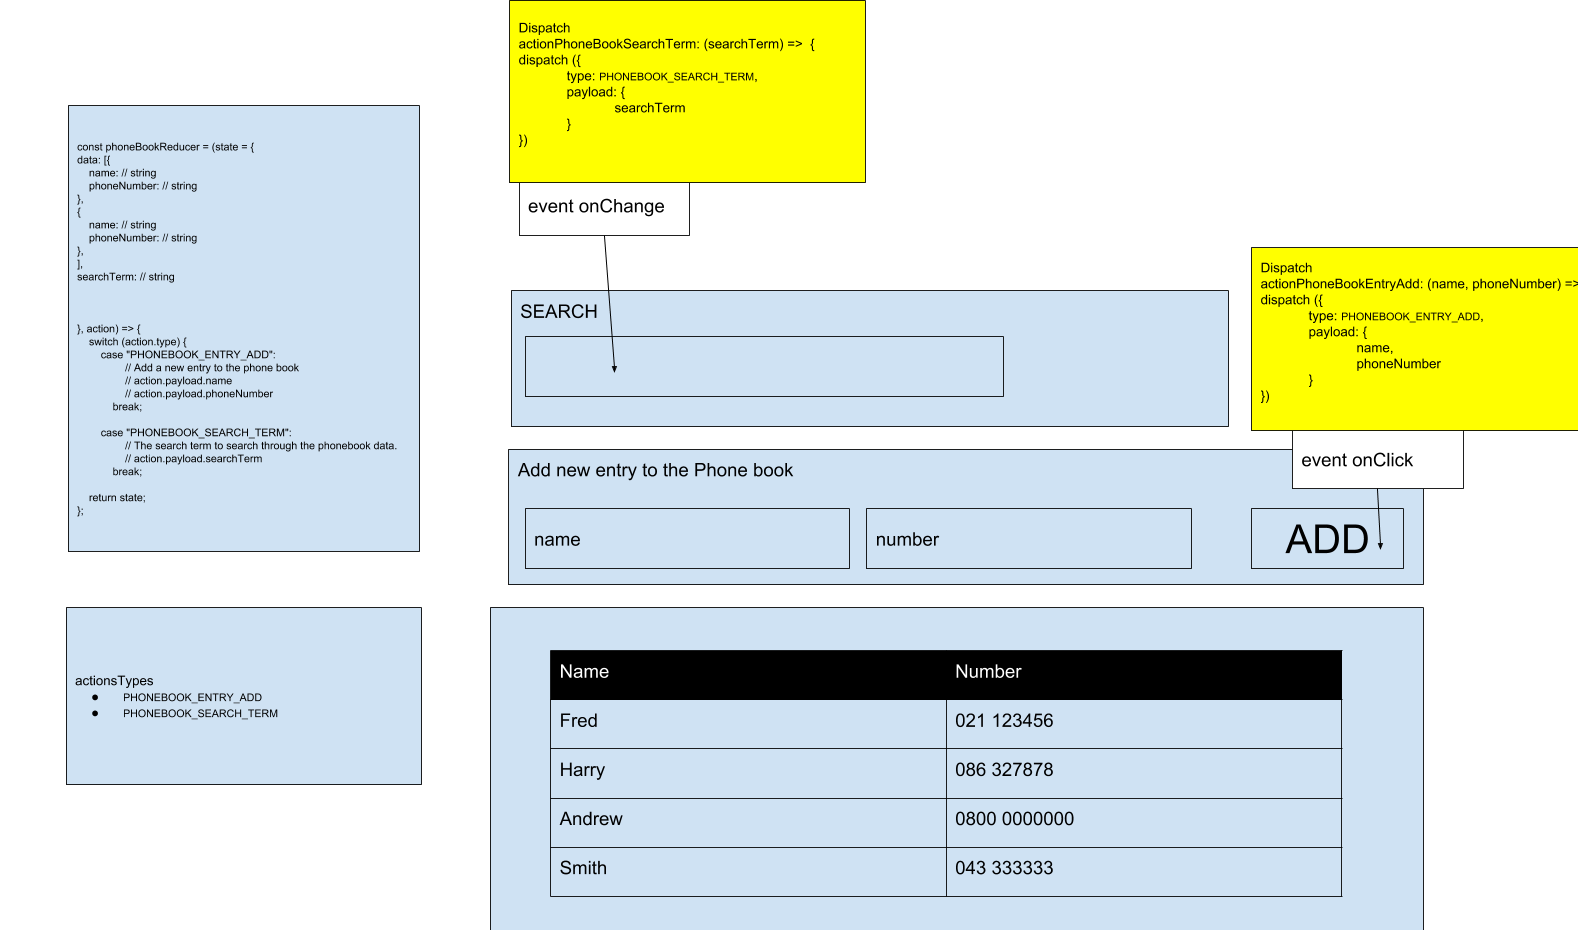 Dispatch
actionPhoneBookSearchTerm: (searchTerm) => {
dispatch ({
type: PHONEBOOK_SEARCH_TERM,
payload: {
searchTerm
}
})
event onChange
const phoneBookReducer = (state = {
data: [{
name: // string
phoneNumber: // string
},
{
name: // string
phoneNumber: // string
},
],
searchTerm: // string
}, action) => {
switch (action.type) {
case "PHONEBOOK_ENTRY_ADD":
// Add a new entry to the phone book
// action.payload.name
// action.payload.phoneNumber
break;
case "PHONEBOOK_SEARCH_TERM":
// The search term to search through the phonebook data.
// action.payload.searchTerm
break;
return state;
};
actionsTypes
● PHONEBOOK_ENTRY_ADD
● PHONEBOOK_SEARCH_TERM
SEARCH
Dispatch
actionPhoneBookEntryAdd: (name, phoneNumber) =>
dispatch ({
type: PHONEBOOK_ENTRY_ADD,
payload: {
name,
phoneNumber
}
})
event onClick
Add new entry to the Phone book
name
number
ADD
Name Number
Fred 021 123456
Harry 086 327878
Andrew 0800 0000000
Smith 043 333333